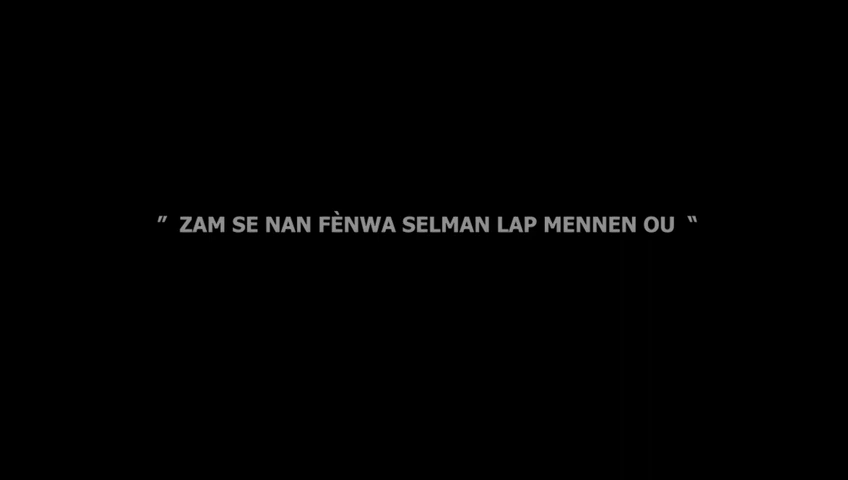 ” ZAM SE NAN FÈNWA SELMAN LAP MENNEN OU “